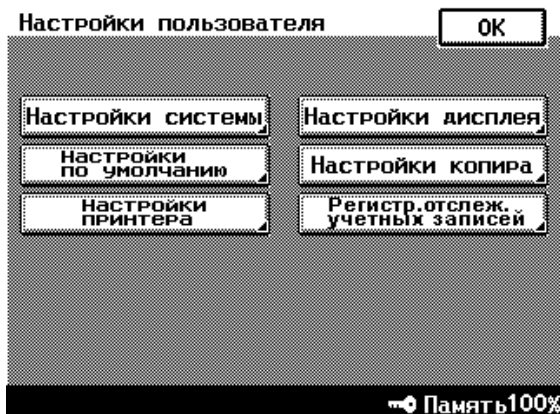 Настройки пользователя
OK
Настройки системы
Настройки дисплея
Настройки
по умолчанию
Настройки копира
Настройки
принтера
Регистр.отслеж.
учетных записей
Память100%